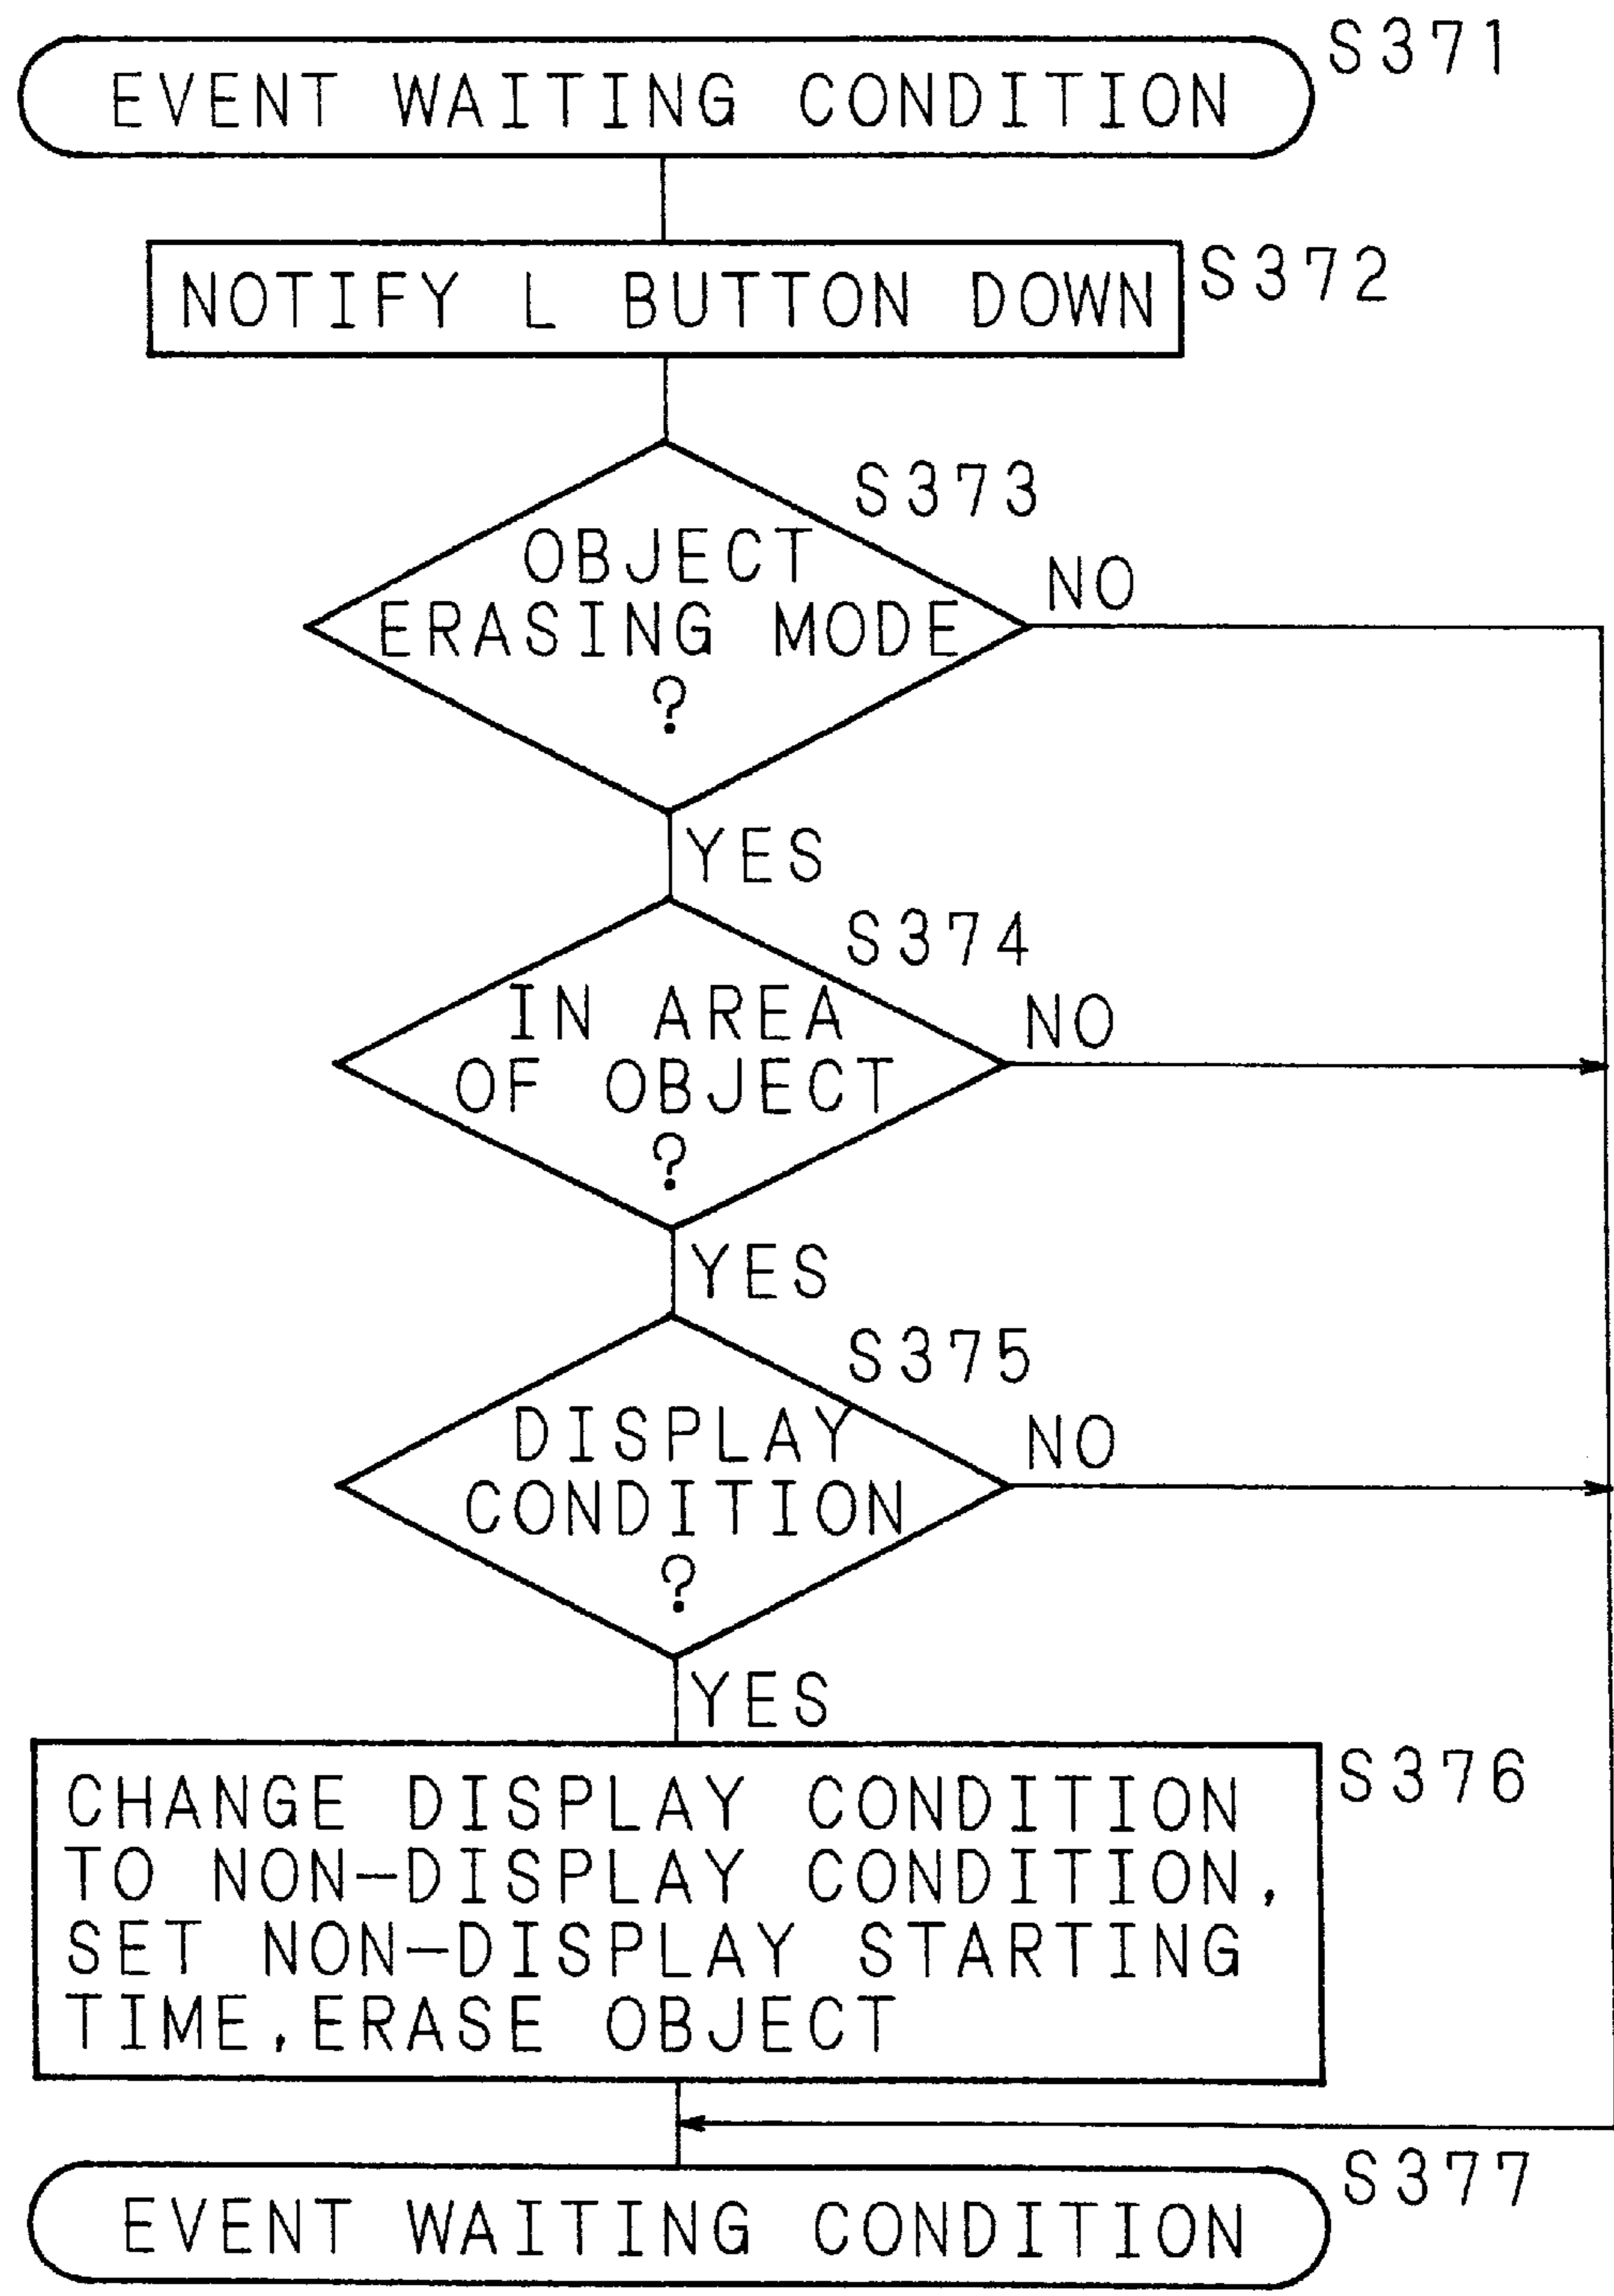 S371
EVENT WAITING CONDITION
S372
NOTIFY L BUTTON DOWN
S373
OBJECT
ERASING MODE
?
NO
YES
S374
IN AREA
OF OBJECT
?
NO
YES
S375
DISPLAY
CONDITION
?
NO
YES
S376
CHANGE DISPLAY CONDITION
TO NON-DISPLAY CONDITION,
SET NON-DISPLAY STARTING
TIME,ERASE OBJECT
S377
EVENT WAITING CONDITION